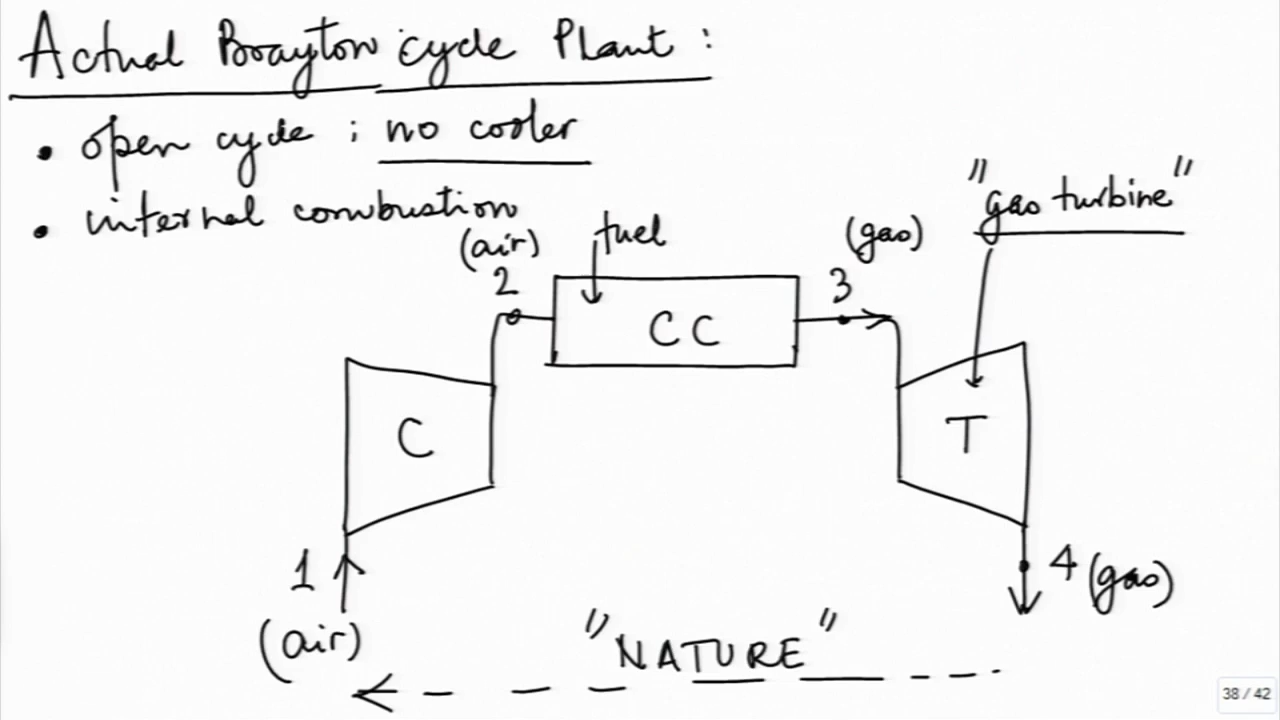 Actual Brayton cycle Plant :
• open cycle ; no cooler
• internal combustion
"gas turbine"
(air)
fuel
(gas)
2
3
CC
C
T
1
(air)
4 (gas)
"NATURE"
38 / 42